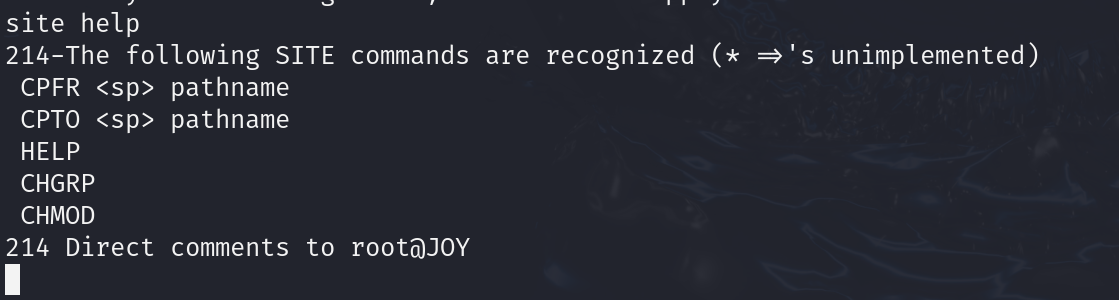 site help
214-The following SITE commands are recognized (* =>'s unimplemented)
 CPFR <sp> pathname
 CPTO <sp> pathname
 HELP
 CHGRP
 CHMOD
214 Direct comments to root@JOY